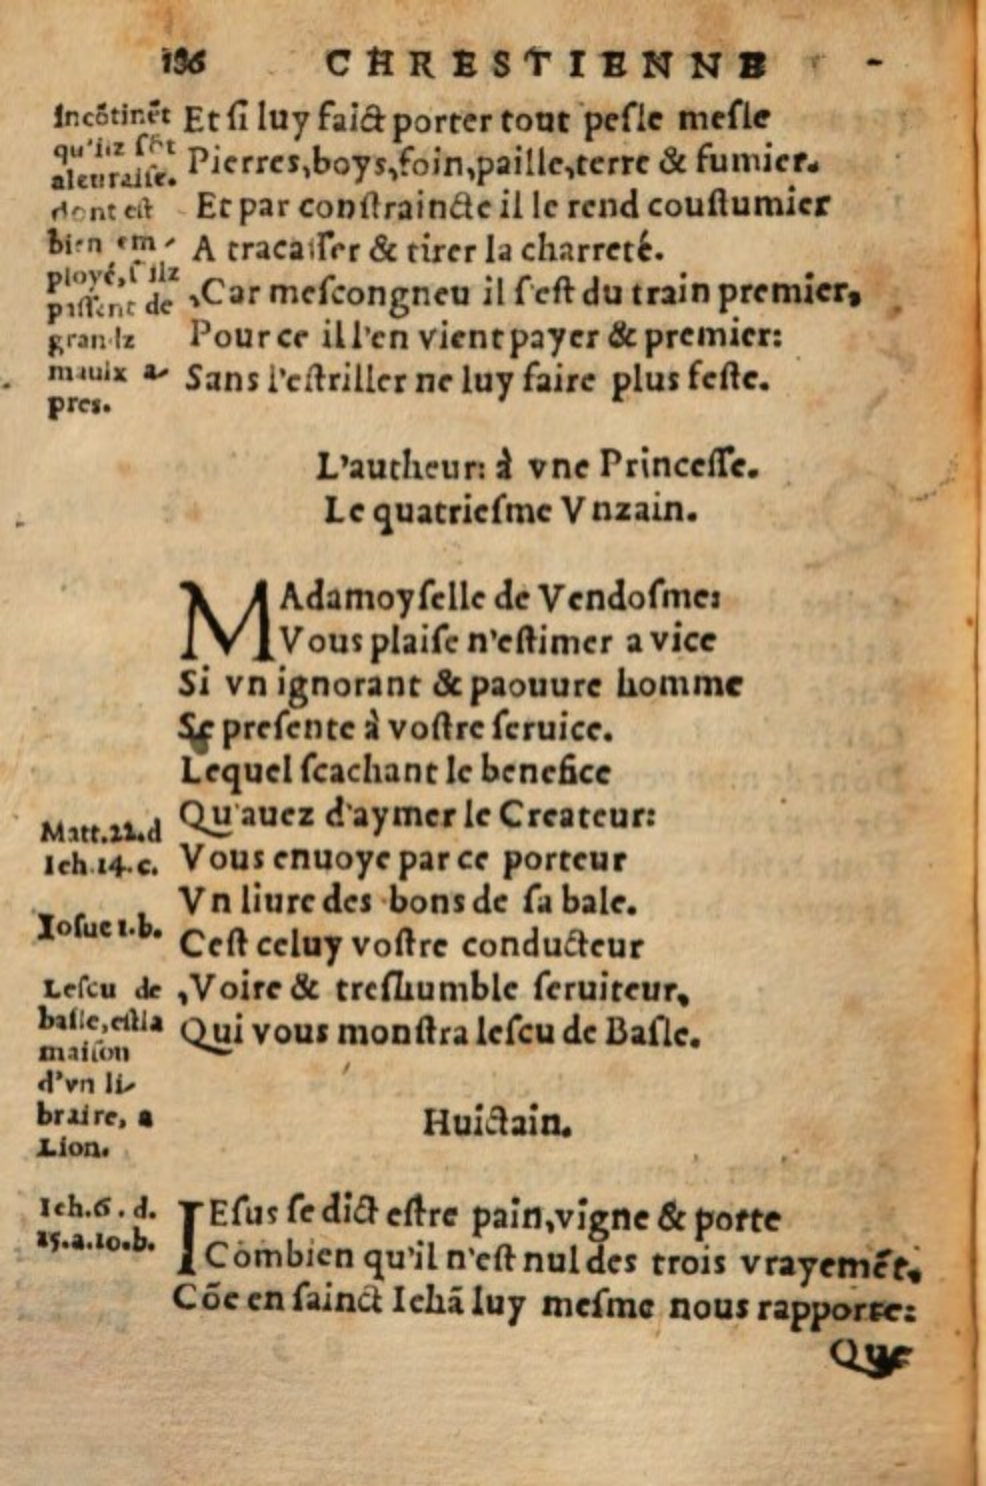 136 CHRESTIENNE
Incõtinẽt
qu'ilz sõt
aleuraise.
dont est
bien em-
ployé, s'ilz
pissent de
grandz
maulx a-
pres.
Et si luy faict porter tout pesle mesle
Pierres, boys, foin, paille, terre & fumier.
Et par constraincte il le rend coustumier
A tracasser & tirer la charreté.
,Car mescongneu il s'est du train premier,
Pour ce il l'en vient payer & premier:
Sans l'estriller ne luy faire plus feste.
L'autheur: à vne Princesse.
Le quatriesme Vnzain.
MAdamoyselle de Vendosme:
Vous plaise n'estimer a vice
Si vn ignorant & paouure homme
Se presente à vostre seruice.
Lequel scachant le benefice
Qu'auez d'aymer le Createur:
Vous enuoye par ce porteur
Vn liure des bons de sa bale.
Cest celuy vostre conducteur
,Voire & treshumble seruiteur,
Qui vous monstra lescu de Basle.
Matt.22.d
Ieh.14.c.
Iosue 1.b.
Lescu de
basle, est la
maison
d'vn li-
braire, a
Lion.
Huictain.
Ieh.6.d.
15.a.10.b.
IEsus se dict estre pain, vigne & porte
Combien qu'il n'est nul des trois vrayemẽt,
Cõe en sainct Iehã luy mesme nous rapporte:
Que